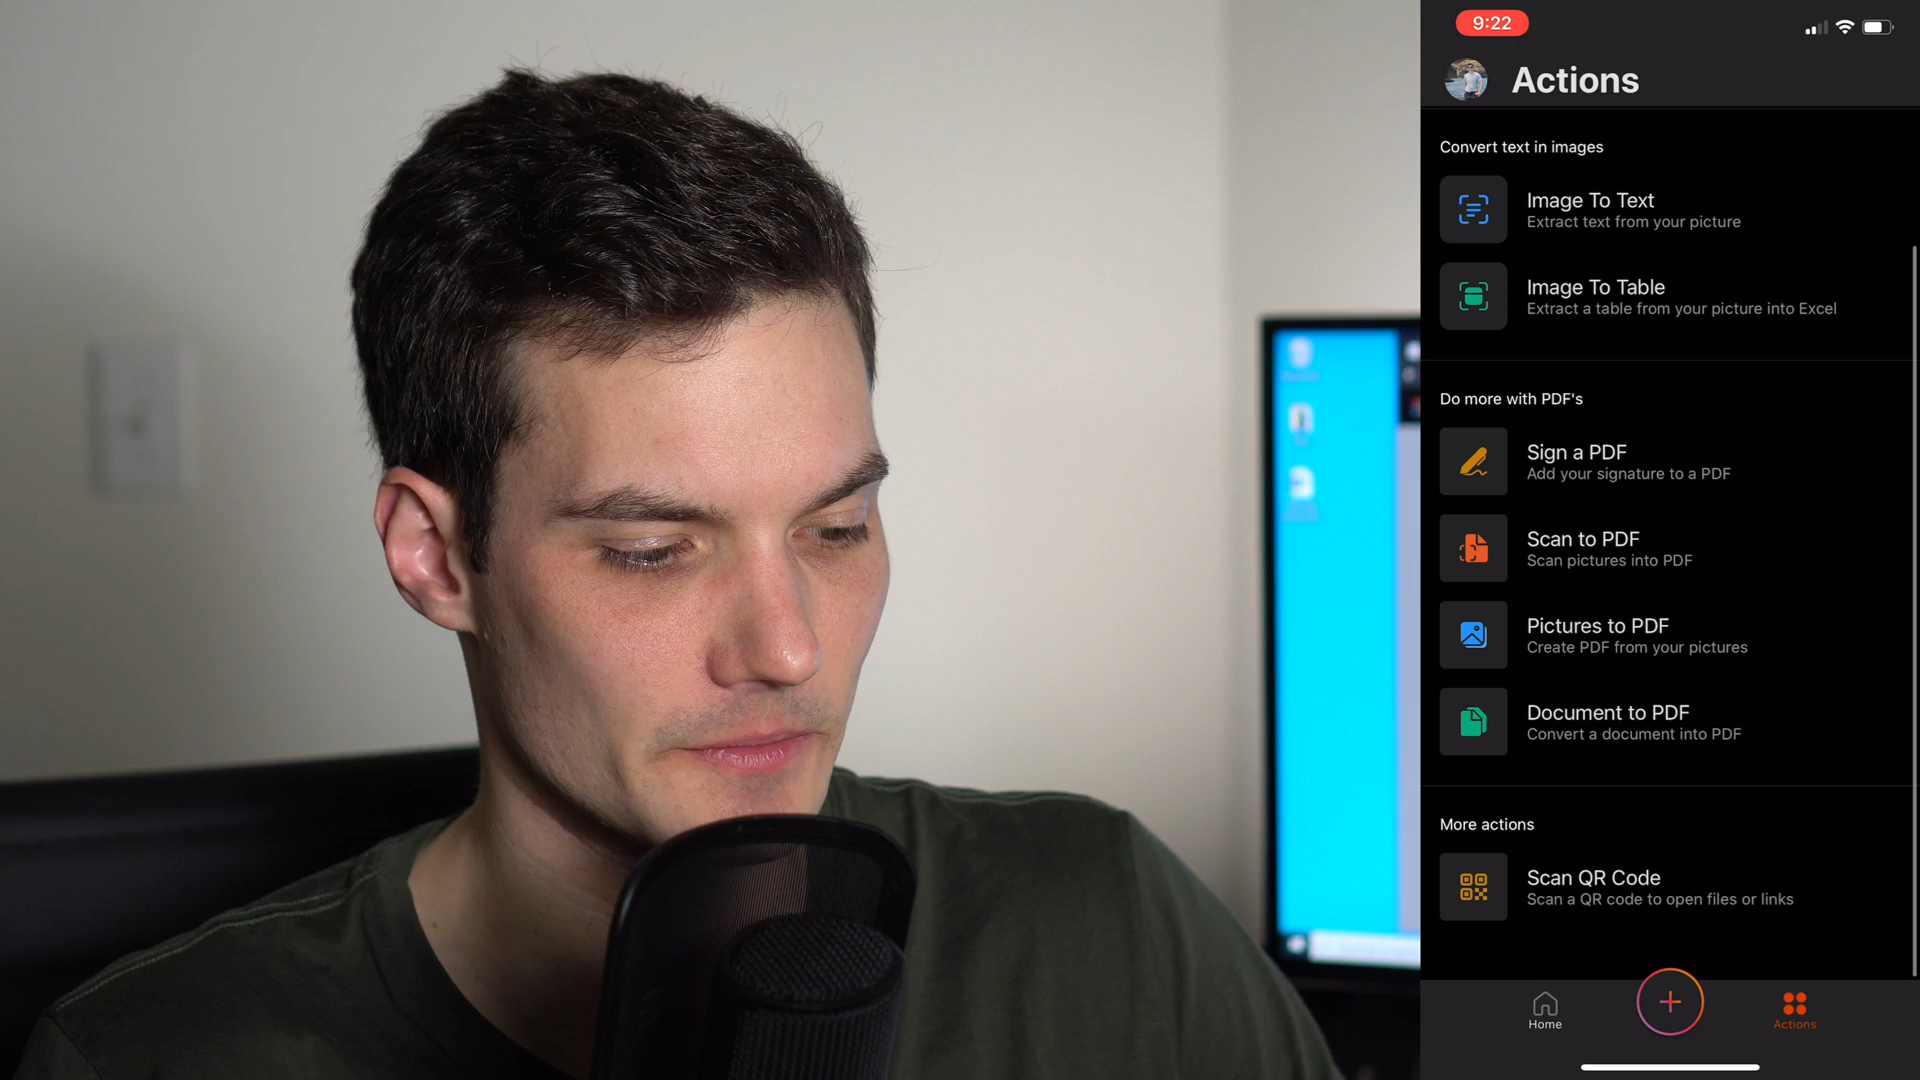 9:22
Actions
Convert text in images
Image To Text
Extract text from your picture
Image To Table
Extract a table from your picture into Excel
Do more with PDF's
Sign a PDF
Add your signature to a PDF
Scan to PDF
Scan pictures into PDF
Pictures to PDF
Create PDF from your pictures
Document to PDF
Convert a document into PDF
More actions
Scan QR Code
Scan a QR code to open files or links
Home
Actions